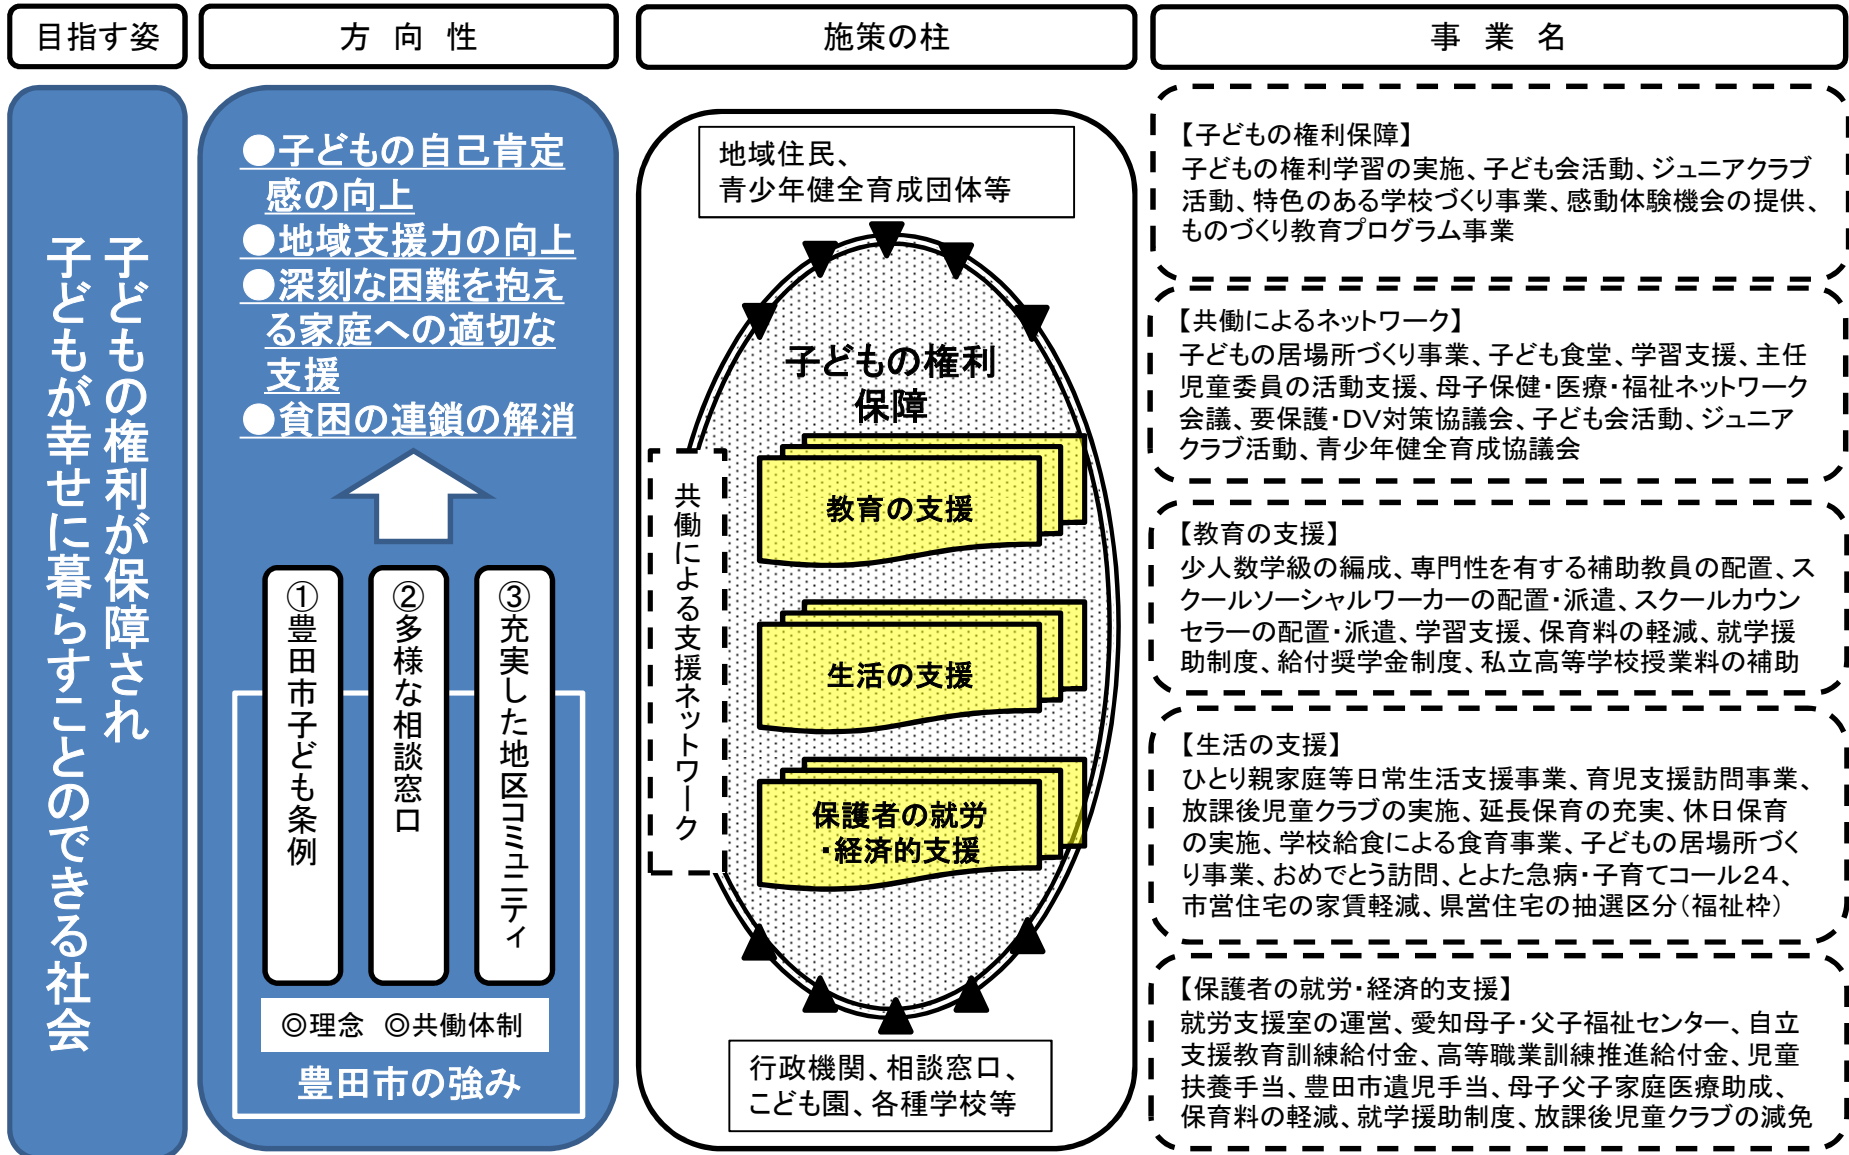 目指す姿
方 向 性
施策の柱
事 業 名
子どもの権利が保障され
子どもが幸せに暮らすことのできる社会
●子どもの自己肯定
感の向上
●地域支援力の向上
●深刻な困難を抱え
る家庭への適切な
支援
●貧困の連鎖の解消
①豊田市子ども条例
②多様な相談窓口
③充実した地区コミュニティ
◎理念 ◎共働体制
豊田市の強み
地域住民、
青少年健全育成団体等
子どもの権利
保障
共働による支援ネットワーク
教育の支援
生活の支援
保護者の就労
・経済的支援
行政機関、相談窓口、
こども園、各種学校等
【子どもの権利保障】
子どもの権利学習の実施、子ども会活動、ジュニアクラブ
活動、特色のある学校づくり事業、感動体験機会の提供、
ものづくり教育プログラム事業
【共働によるネットワーク】
子どもの居場所づくり事業、子ども食堂、学習支援、主任
児童委員の活動支援、母子保健・医療・福祉ネットワーク
会議、要保護・DV対策協議会、子ども会活動、ジュニア
クラブ活動、青少年健全育成協議会
【教育の支援】
少人数学級の編成、専門性を有する補助教員の配置、ス
クールソーシャルワーカーの配置・派遣、スクールカウン
セラーの配置・派遣、学習支援、保育料の軽減、就学援
助制度、給付奨学金制度、私立高等学校授業料の補助
【生活の支援】
ひとり親家庭等日常生活支援事業、育児支援訪問事業、
放課後児童クラブの実施、延長保育の充実、休日保育
の実施、学校給食による食育事業、子どもの居場所づく
り事業、おめでとう訪問、とよた急病・子育てコール24、
市営住宅の家賃軽減、県営住宅の抽選区分（福祉枠）
【保護者の就労・経済的支援】
就労支援室の運営、愛知母子・父子福祉センター、自立
支援教育訓練給付金、高等職業訓練推進給付金、児童
扶養手当、豊田市遺児手当、母子父子家庭医療助成、
保育料の軽減、就学援助制度、放課後児童クラブの減免